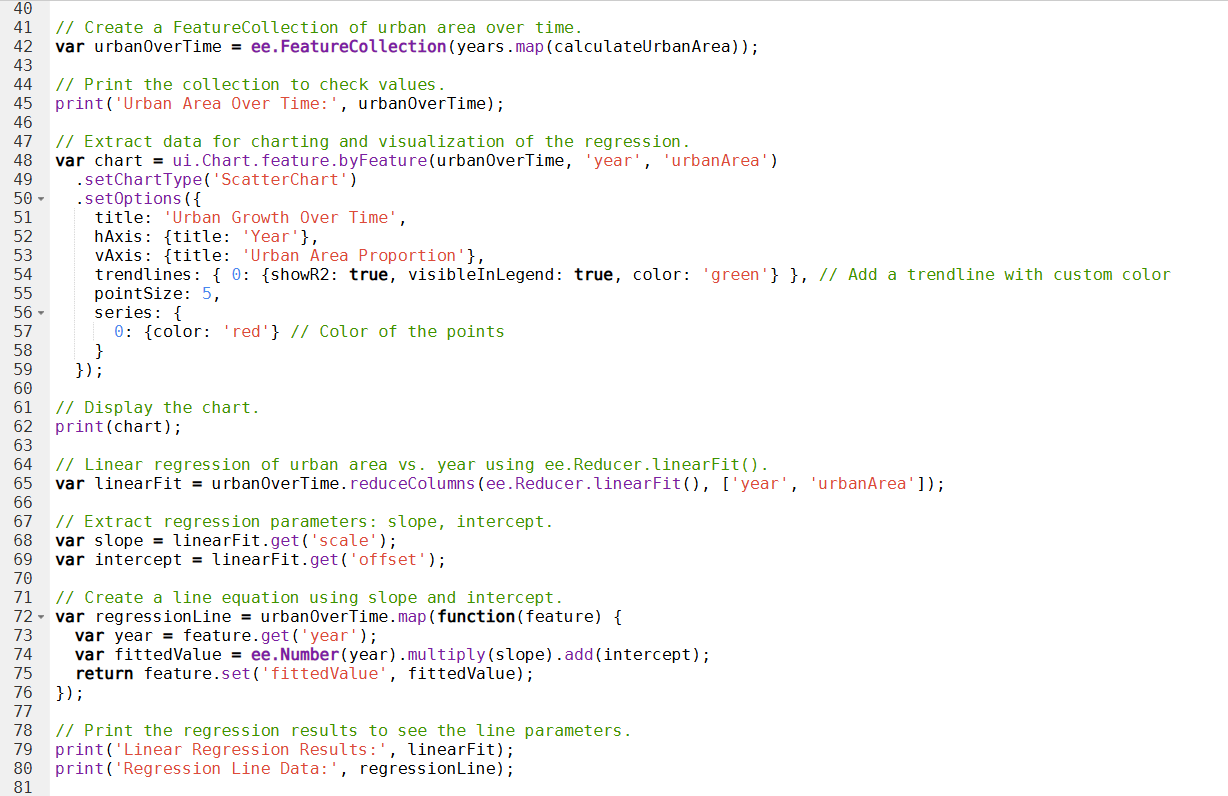 40
41 // Create a FeatureCollection of urban area over time.
42 var urbanOverTime = ee.FeatureCollection(years.map(calculateUrbanArea));
43
44 // Print the collection to check values.
45 print('Urban Area Over Time:', urbanOverTime);
46
47 // Extract data for charting and visualization of the regression.
48 var chart = ui.Chart.feature.byFeature(urbanOverTime, 'year', 'urbanArea')
49   .setChartType('ScatterChart')
50   .setOptions({
51     title: 'Urban Growth Over Time',
52     hAxis: {title: 'Year'},
53     vAxis: {title: 'Urban Area Proportion'},
54     trendlines: { 0: {showR2: true, visibleInLegend: true, color: 'green'} }, // Add a trendline with custom color
55     pointSize: 5,
56     series: {
57       0: {color: 'red'} // Color of the points
58     }
59   });
60
61 // Display the chart.
62 print(chart);
63
64 // Linear regression of urban area vs. year using ee.Reducer.linearFit().
65 var linearFit = urbanOverTime.reduceColumns(ee.Reducer.linearFit(), ['year', 'urbanArea']);
66
67 // Extract regression parameters: slope, intercept.
68 var slope = linearFit.get('scale');
69 var intercept = linearFit.get('offset');
70
71 // Create a line equation using slope and intercept.
72 var regressionLine = urbanOverTime.map(function(feature) {
73   var year = feature.get('year');
74   var fittedValue = ee.Number(year).multiply(slope).add(intercept);
75   return feature.set('fittedValue', fittedValue);
76 });
77
78 // Print the regression results to see the line parameters.
79 print('Linear Regression Results:', linearFit);
80 print('Regression Line Data:', regressionLine);
81